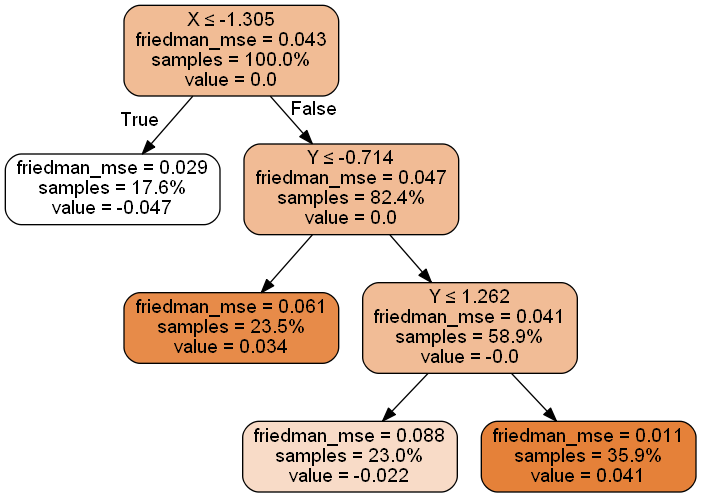 X ≤ -1.305
friedman_mse = 0.043
samples = 100.0%
value = 0.0
True
False
friedman_mse = 0.029
samples = 17.6%
value = -0.047
Y ≤ -0.714
friedman_mse = 0.047
samples = 82.4%
value = 0.0
friedman_mse = 0.061
samples = 23.5%
value = 0.034
Y ≤ 1.262
friedman_mse = 0.041
samples = 58.9%
value = -0.0
friedman_mse = 0.088
samples = 23.0%
value = -0.022
friedman_mse = 0.011
samples = 35.9%
value = 0.041